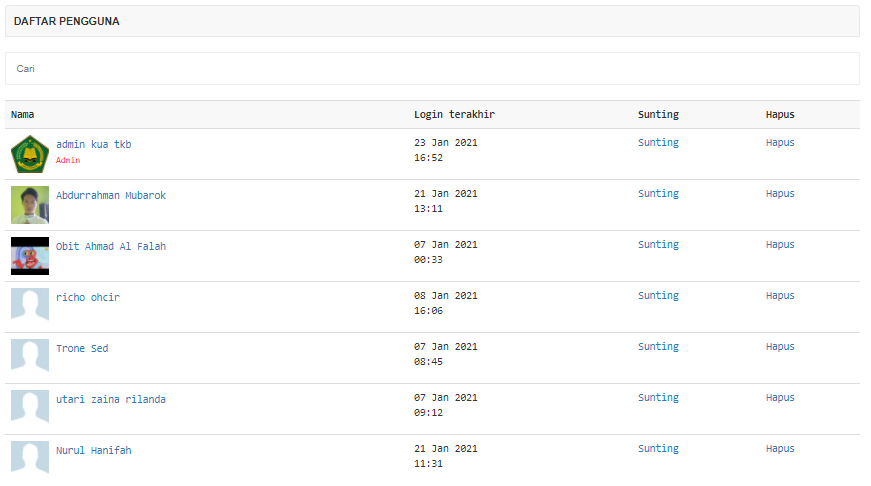 DAFTAR PENGGUNA
Cari
Nama Login terakhir Sunting Hapus
admin kua tkb 23 Jan 2021 Sunting Hapus
Admin 16:52
Abdurrahman Mubarok 21 Jan 2021 Sunting Hapus
13:11
Obit Ahmad Al Falah 07 Jan 2021 Sunting Hapus
00:33
richo ohcir 08 Jan 2021 Sunting Hapus
16:06
Trone Sed 07 Jan 2021 Sunting Hapus
08:45
utari zaina rilanda 07 Jan 2021 Sunting Hapus
09:12
Nurul Hanifah 21 Jan 2021 Sunting Hapus
11:31